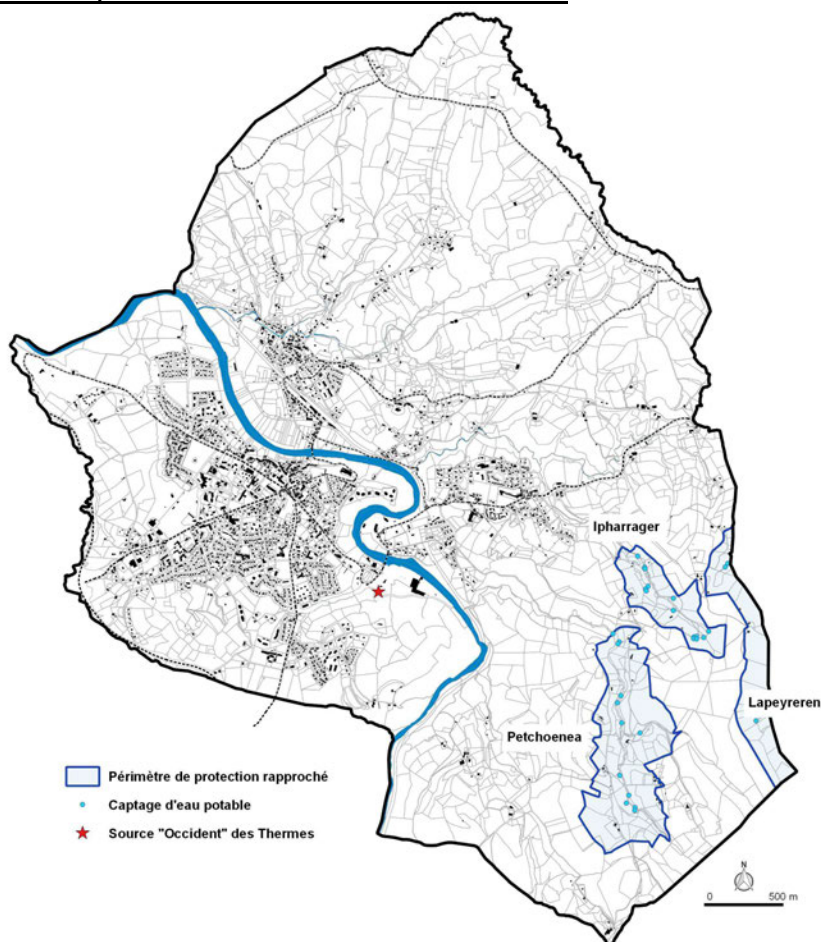 Ipharrager
Lapeyreren
Petchoenea
Périmètre de protection rapproché
Captage d'eau potable
Source "Occident" des Thermes
N
0 500 m